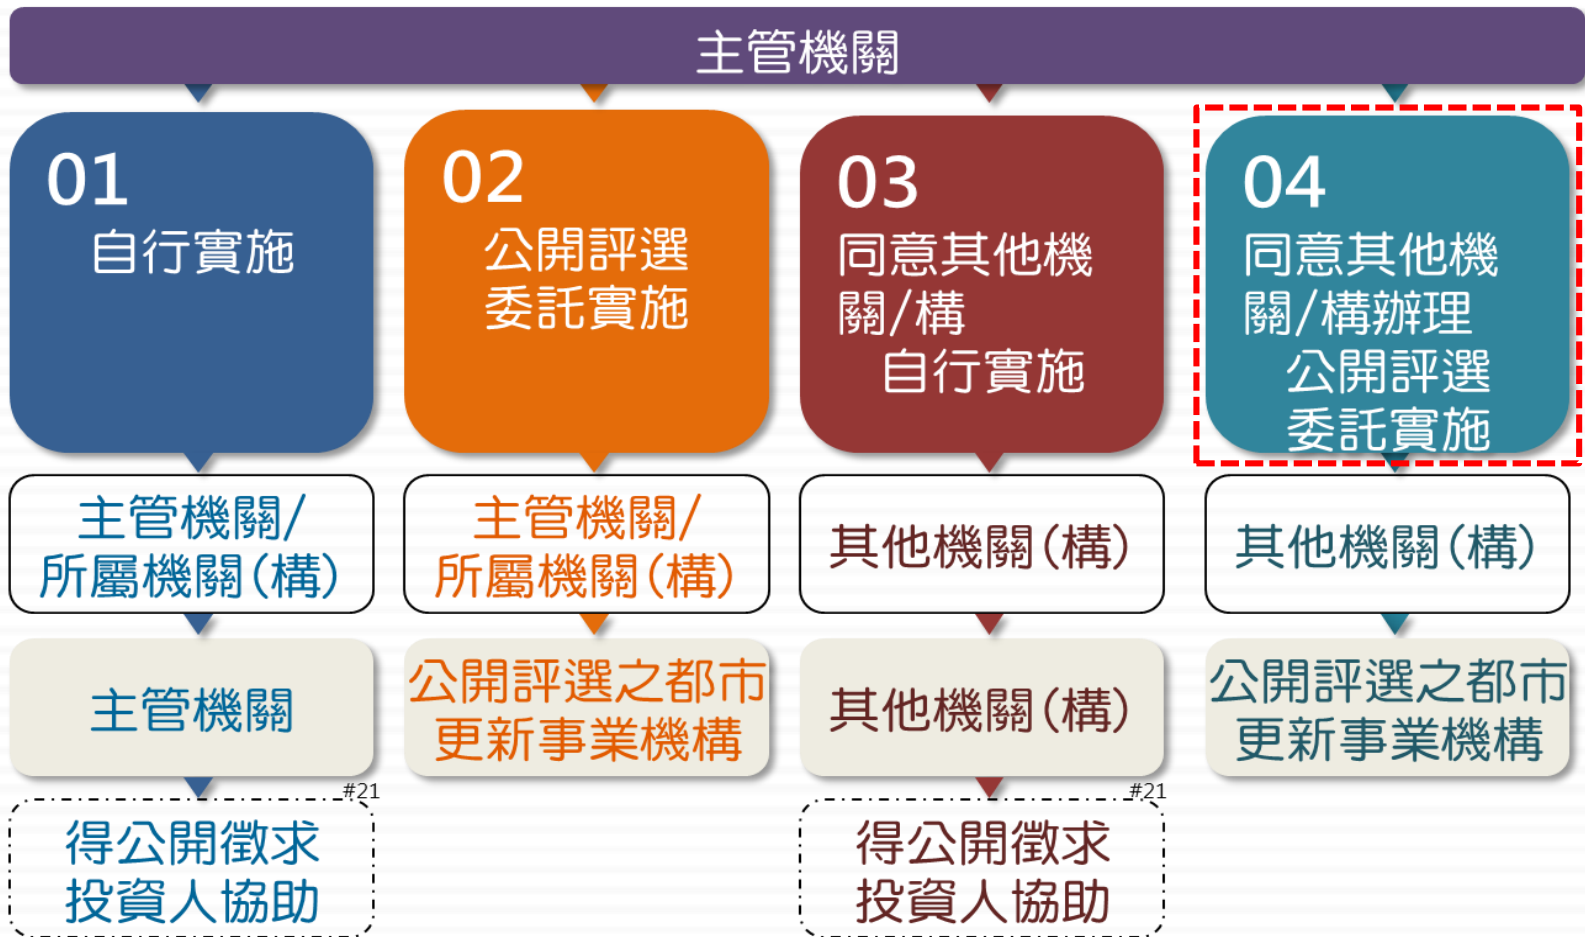 主管機關
01
自行實施
02
公開評選
委託實施
03
同意其他機
關/構
自行實施
04
同意其他機
關/構辦理
公開評選
委託實施
主管機關/
所屬機關(構)
主管機關/
所屬機關(構)
其他機關(構)
其他機關(構)
主管機關
公開評選之都市
更新事業機構
其他機關(構)
公開評選之都市
更新事業機構
#21
得公開徵求
投資人協助
#21
得公開徵求
投資人協助